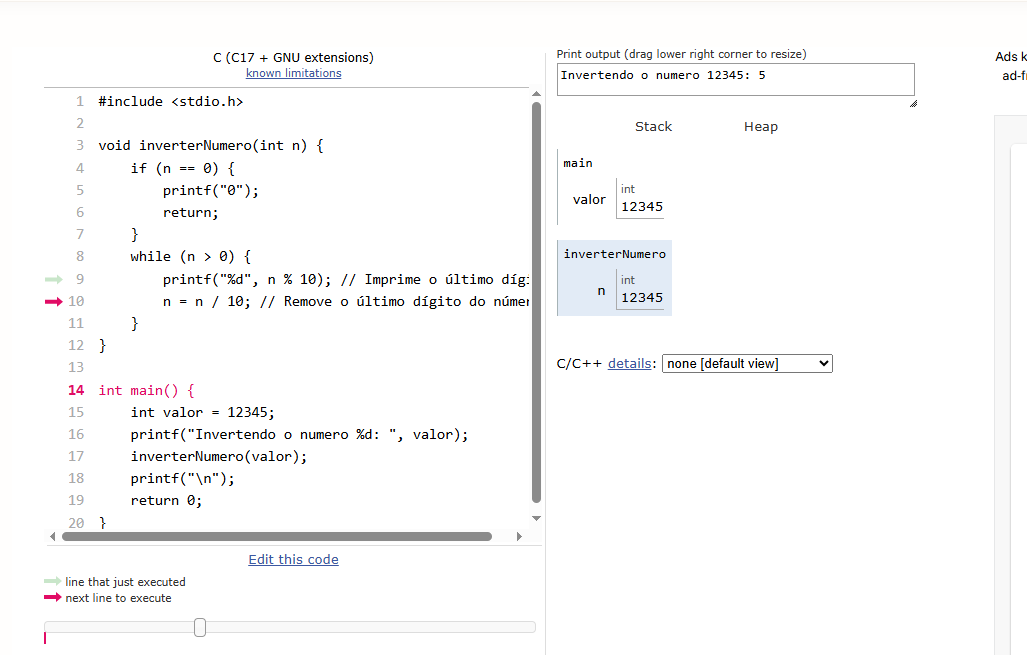 C (C17 + GNU extensions)
known limitations
1 #include <stdio.h>
2
3 void inverterNumero(int n) {
4     if (n == 0) {
5         printf("0");
6         return;
7     }
8     while (n > 0) {
9         printf("%d", n % 10); // Imprime o último díg
10         n = n / 10; // Remove o último dígito do númer
11     }
12 }
13
14 int main() {
15     int valor = 12345;
16     printf("Invertendo o numero %d: ", valor);
17     inverterNumero(valor);
18     printf("\n");
19     return 0;
20 }
Edit this code
line that just executed
next line to execute
Print output (drag lower right corner to resize)
Invertendo o numero 12345: 5
Stack Heap
main
int
valor 12345
inverterNumero
int
n 12345
C/C++ details: none [default view]
Ads k
ad-f